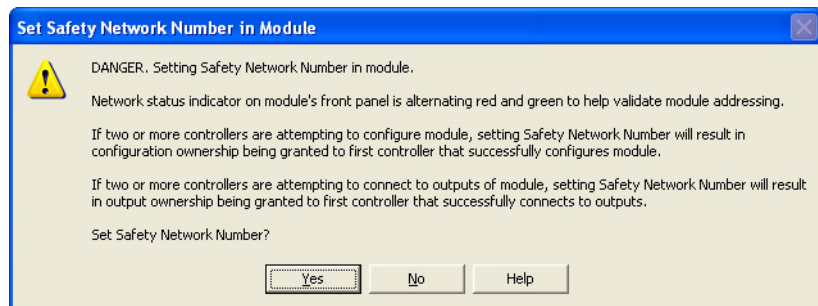 Set Safety Network Number in Module
DANGER. Setting Safety Network Number in module.
Network status indicator on module's front panel is alternating red and green to help validate module addressing.
If two or more controllers are attempting to configure module, setting Safety Network Number will result in
configuration ownership being granted to first controller that successfully configures module.
If two or more controllers are attempting to connect to outputs of module, setting Safety Network Number will result
in output ownership being granted to first controller that successfully connects to outputs.
Set Safety Network Number?
Yes No Help